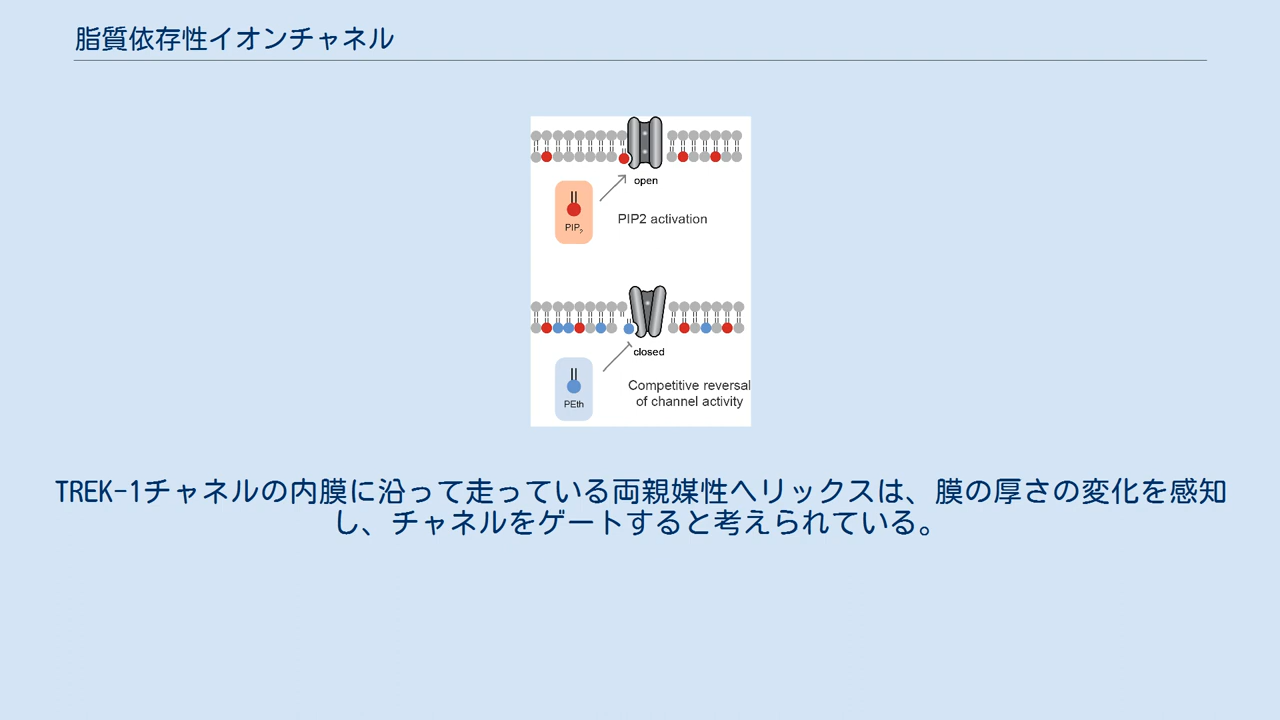 脂質依存性イオンチャネル
open
PIP₂
PIP2 activation
closed
PEth
Competitive reversal
of channel activity
TREK-1チャネルの内膜に沿って走っている両親媒性ヘリックスは、膜の厚さの変化を感知
し、チャネルをゲートすると考えられている。